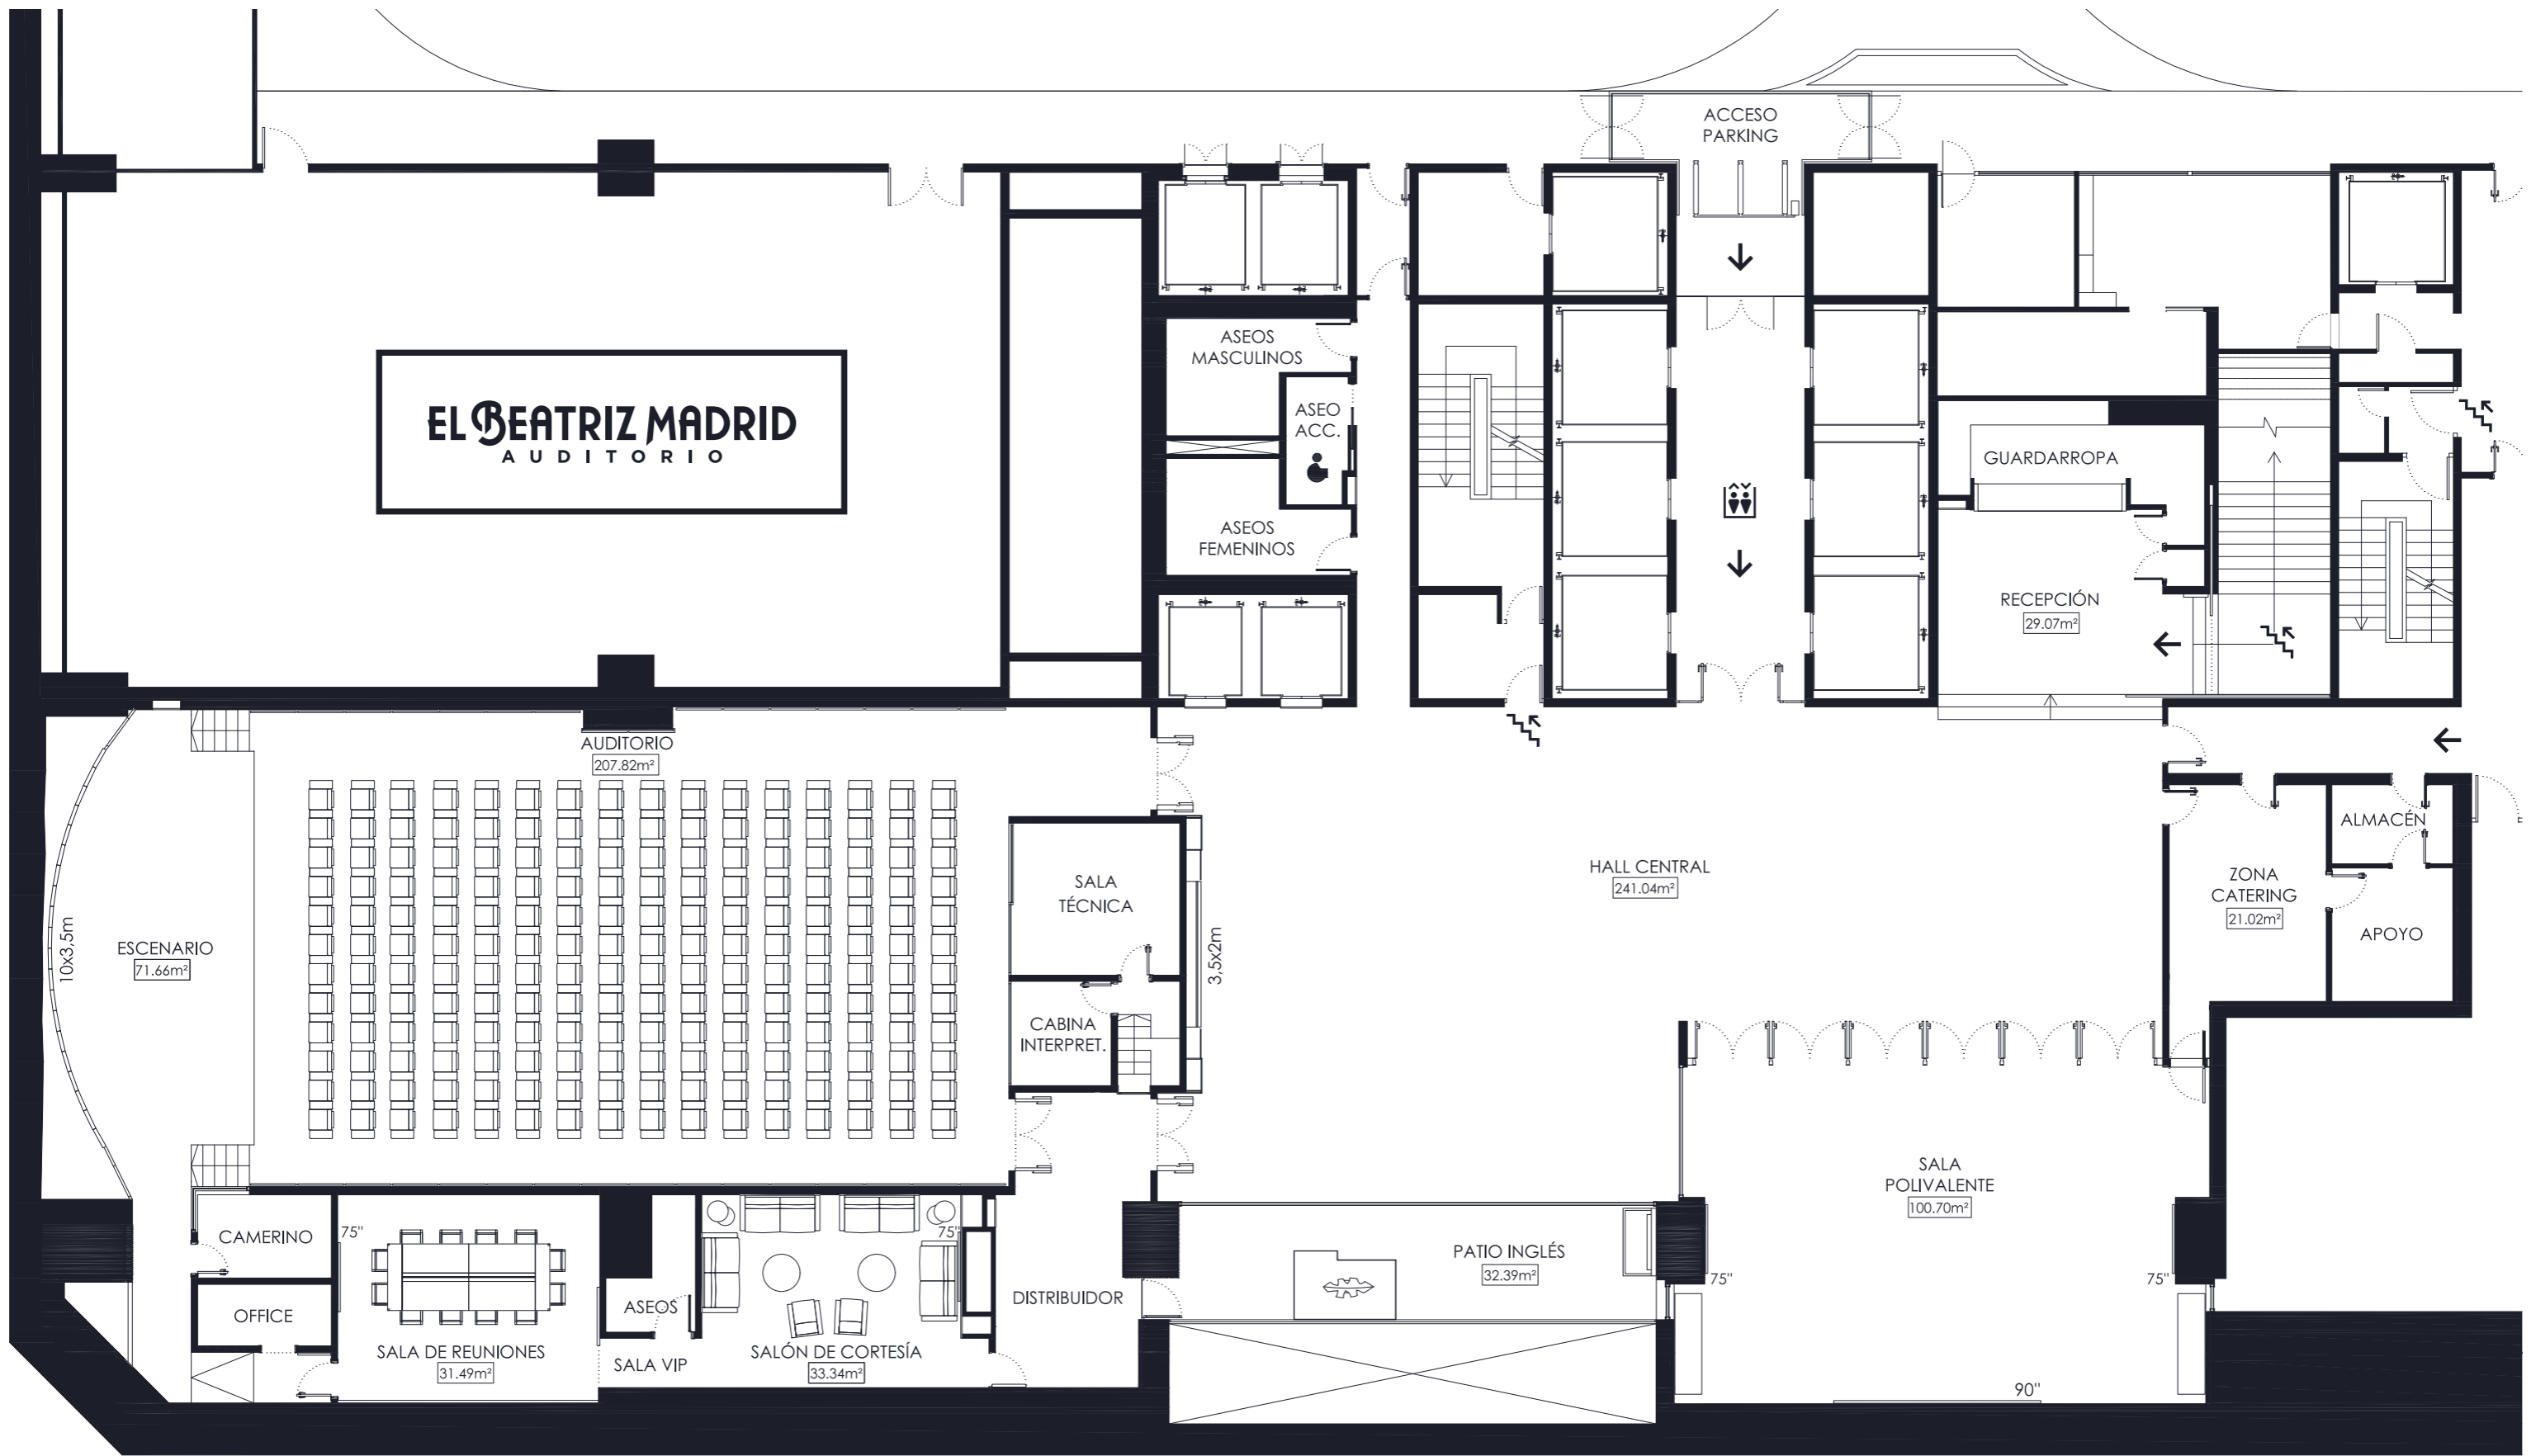 ACCESO
PARKING
EL BEATRIZ MADRID
AUDITORIO
ASEOS
MASCULINOS
ASEO
ACC.
ASEOS
FEMENINOS
GUARDARROPA
RECEPCIÓN
29.07m²
AUDITORIO
207.82m²
ESCENARIO
71.66m²
10x3,5m
SALA
TÉCNICA
CABINA
INTERPRET.
3,5x2m
HALL CENTRAL
241.04m²
ZONA
CATERING
21.02m²
ALMACÉN
APOYO
CAMERINO
OFFICE
75"
SALA DE REUNIONES
31.49m²
ASEOS
SALA VIP
75"
SALÓN DE CORTESÍA
33.34m²
DISTRIBUIDOR
PATIO INGLÉS
32.39m²
SALA
POLIVALENTE
100.70m²
75"
75"
90"